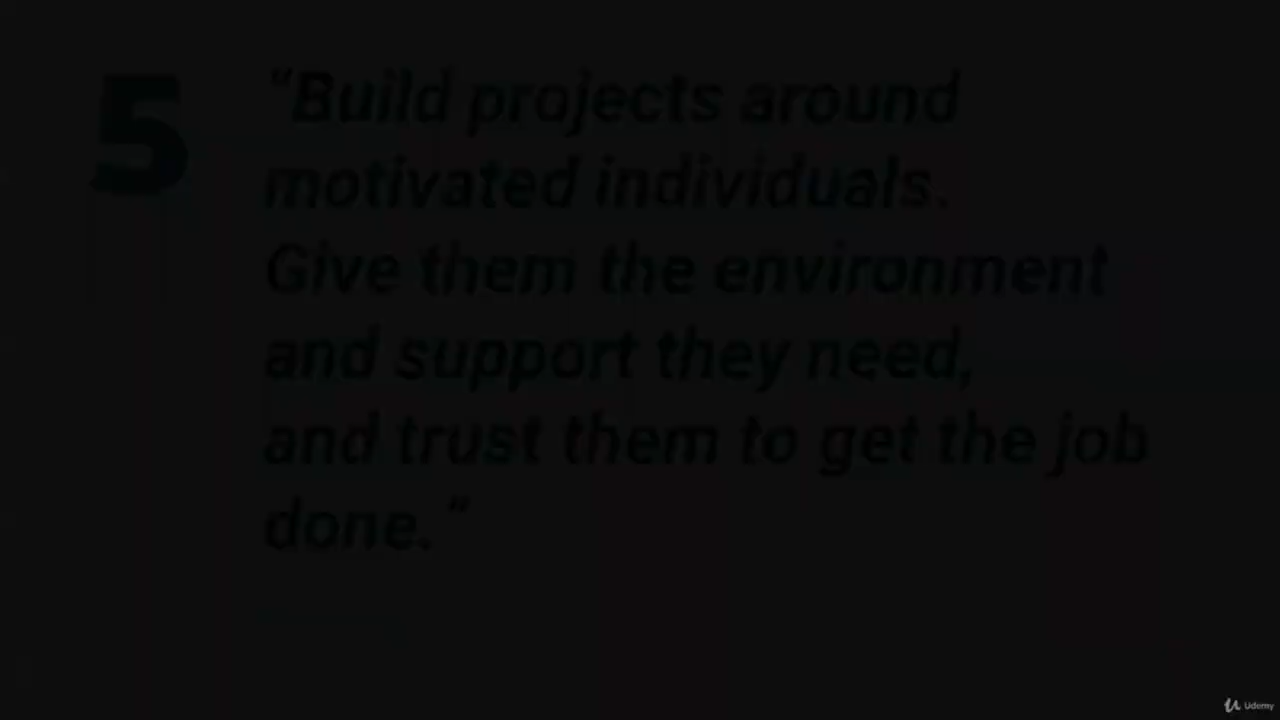 5
“Build projects around
motivated individuals.
Give them the environment
and support they need,
and trust them to get the job
done.”
Udemy